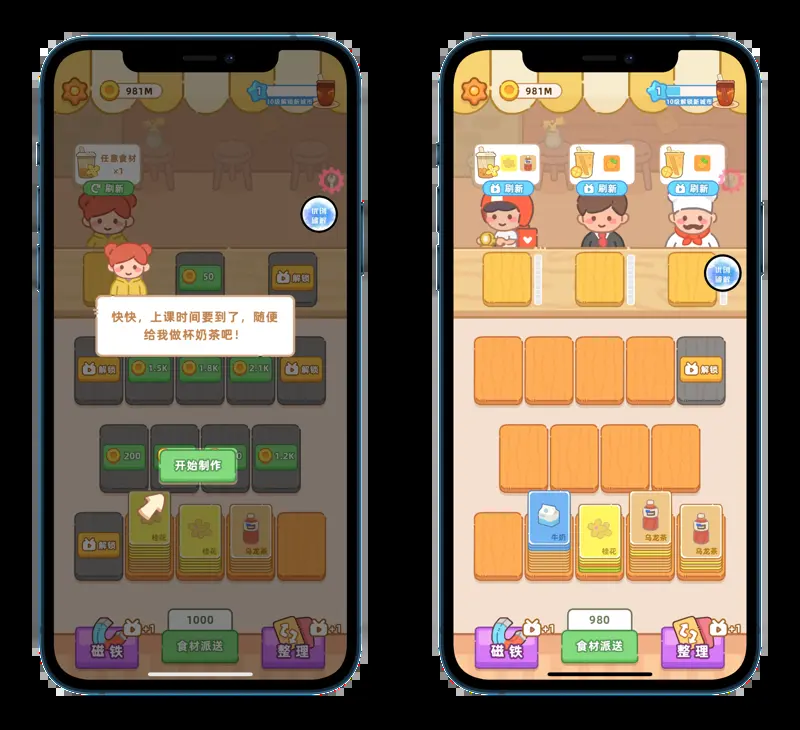 981M
1
10级解锁新城市
任意食材
×1
刷新
50
解锁
快快，上课时间要到了，随便
给我做杯奶茶吧！
解锁
1.5K
1.8K
2.1K
解锁
200
1.2K
开始制作
解锁
桂花
桂花
乌龙茶
1000
+1
磁铁
食材派送
+1
整理
981M
1
10级解锁新城市
刷新
刷新
刷新
解锁
牛奶
桂花
乌龙茶
乌龙茶
980
+1
磁铁
食材派送
+1
整理